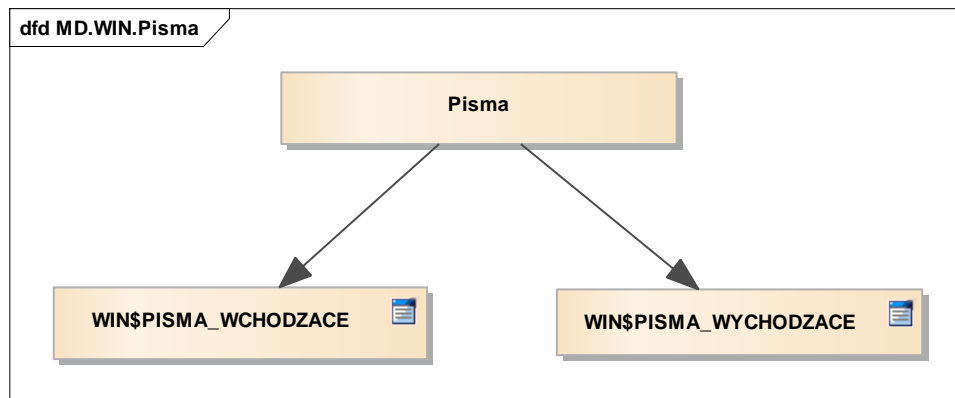 dfd MD.WIN.Pisma
Pisma
WIN$PISMA_WCHODZACE
WIN$PISMA_WYCHODZACE